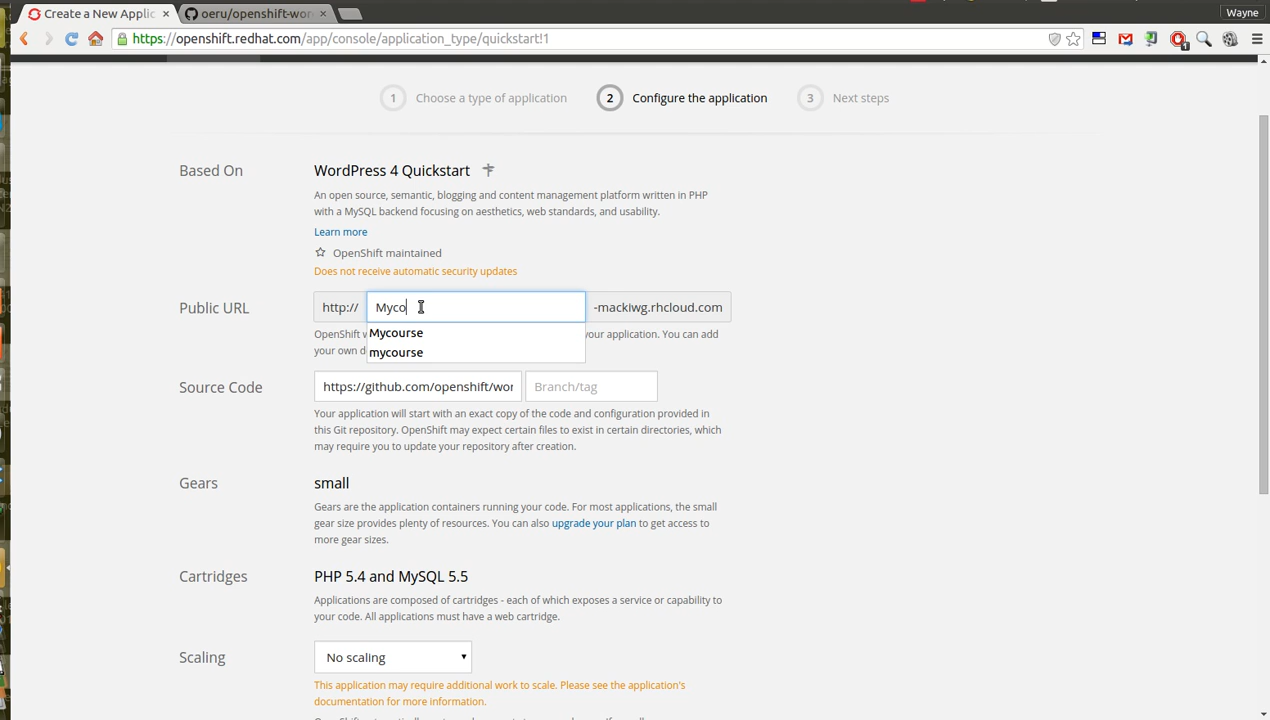 Create a New Applic ×
oeru/openshift-wor ×
Wayne
https://openshift.redhat.com/app/console/application_type/quickstart!1
1 Choose a type of application 2 Configure the application 3 Next steps
Based On WordPress 4 Quickstart
An open source, semantic, blogging and content management platform written in PHP
with a MySQL backend focusing on aesthetics, web standards, and usability.
Learn more
OpenShift maintained
Does not receive automatic security updates
Public URL http:// Myco -mackiwg.rhcloud.com
OpenShift w your application. You can add
Mycourse
your own d
mycourse
Source Code https://github.com/openshift/wor Branch/tag
Your application will start with an exact copy of the code and configuration provided in
this Git repository. OpenShift may expect certain files to exist in certain directories, which
may require you to update your repository after creation.
Gears small
Gears are the application containers running your code. For most applications, the small
gear size provides plenty of resources. You can also upgrade your plan to get access to
more gear sizes.
Cartridges PHP 5.4 and MySQL 5.5
Applications are composed of cartridges - each of which exposes a service or capability to
your code. All applications must have a web cartridge.
Scaling No scaling
This application may require additional work to scale. Please see the application's
documentation for more information.